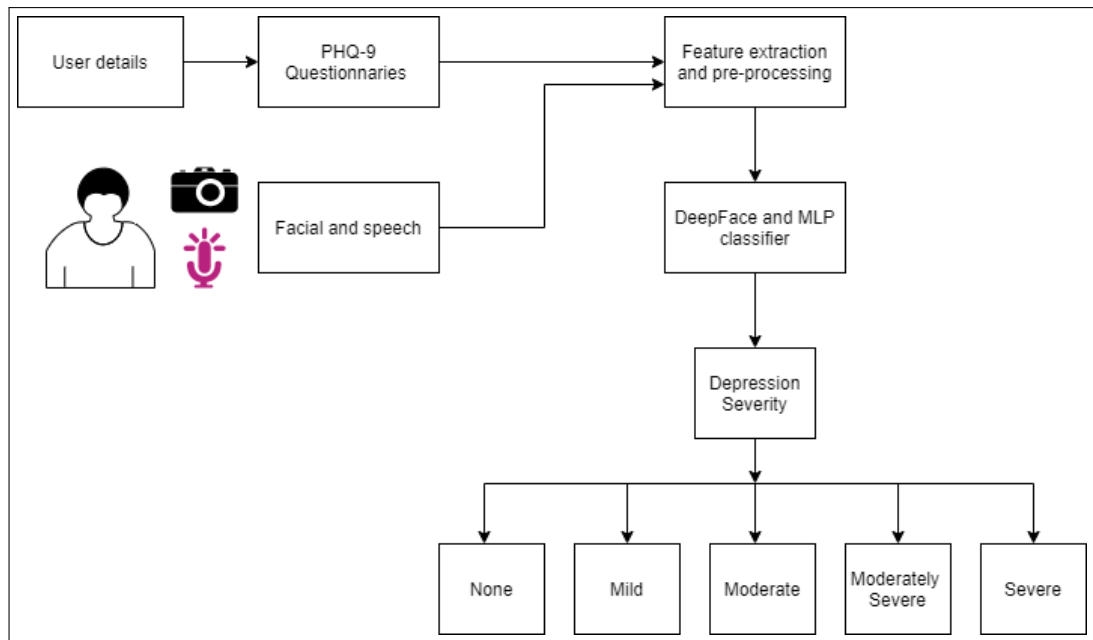 User details
PHQ-9
Questionnaries
Feature extraction
and pre-processing
Facial and speech
DeepFace and MLP
classifier
Depression
Severity
None
Mild
Moderate
Moderately
Severe
Severe